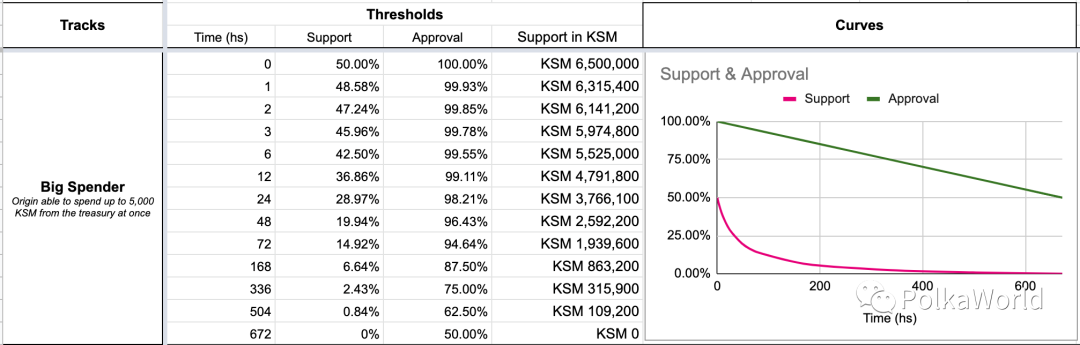 Tracks
Thresholds
Curves
Time (hs) Support Approval Support in KSM
Big Spender
Origin able to spend up to 5,000
KSM from the treasury at once
0 50.00% 100.00% KSM 6,500,000
1 48.58% 99.93% KSM 6,315,400
2 47.24% 99.85% KSM 6,141,200
3 45.96% 99.78% KSM 5,974,800
6 42.50% 99.55% KSM 5,525,000
12 36.86% 99.11% KSM 4,791,800
24 28.97% 98.21% KSM 3,766,100
48 19.94% 96.43% KSM 2,592,200
72 14.92% 94.64% KSM 1,939,600
168 6.64% 87.50% KSM 863,200
336 2.43% 75.00% KSM 315,900
504 0.84% 62.50% KSM 109,200
672 0% 50.00% KSM 0
Support & Approval
Support Approval
100.00%
75.00%
50.00%
25.00%
0.00%
0 200 400 600
Time (hs)
PolkaWorld